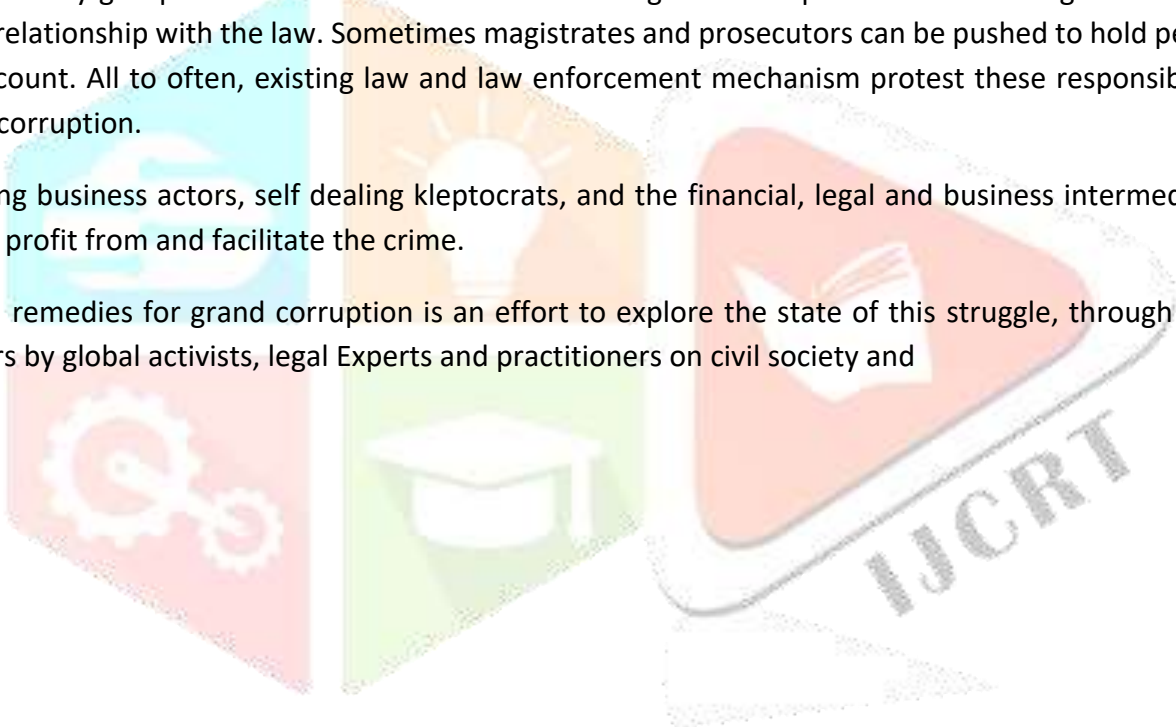 relationship with the law. Sometimes magistrates and prosecutors can be pushed to hold
count. All to often, existing law and law enforcement mechanism protest these
corruption.
ng business actors, self dealing kleptocrats, and the financial, legal and business
profit from and facilitate the crime.
remedies for grand corruption is an effort to explore the state of this struggle, through
rs by global activists, legal Experts and practitioners on civil society and
IJCRT